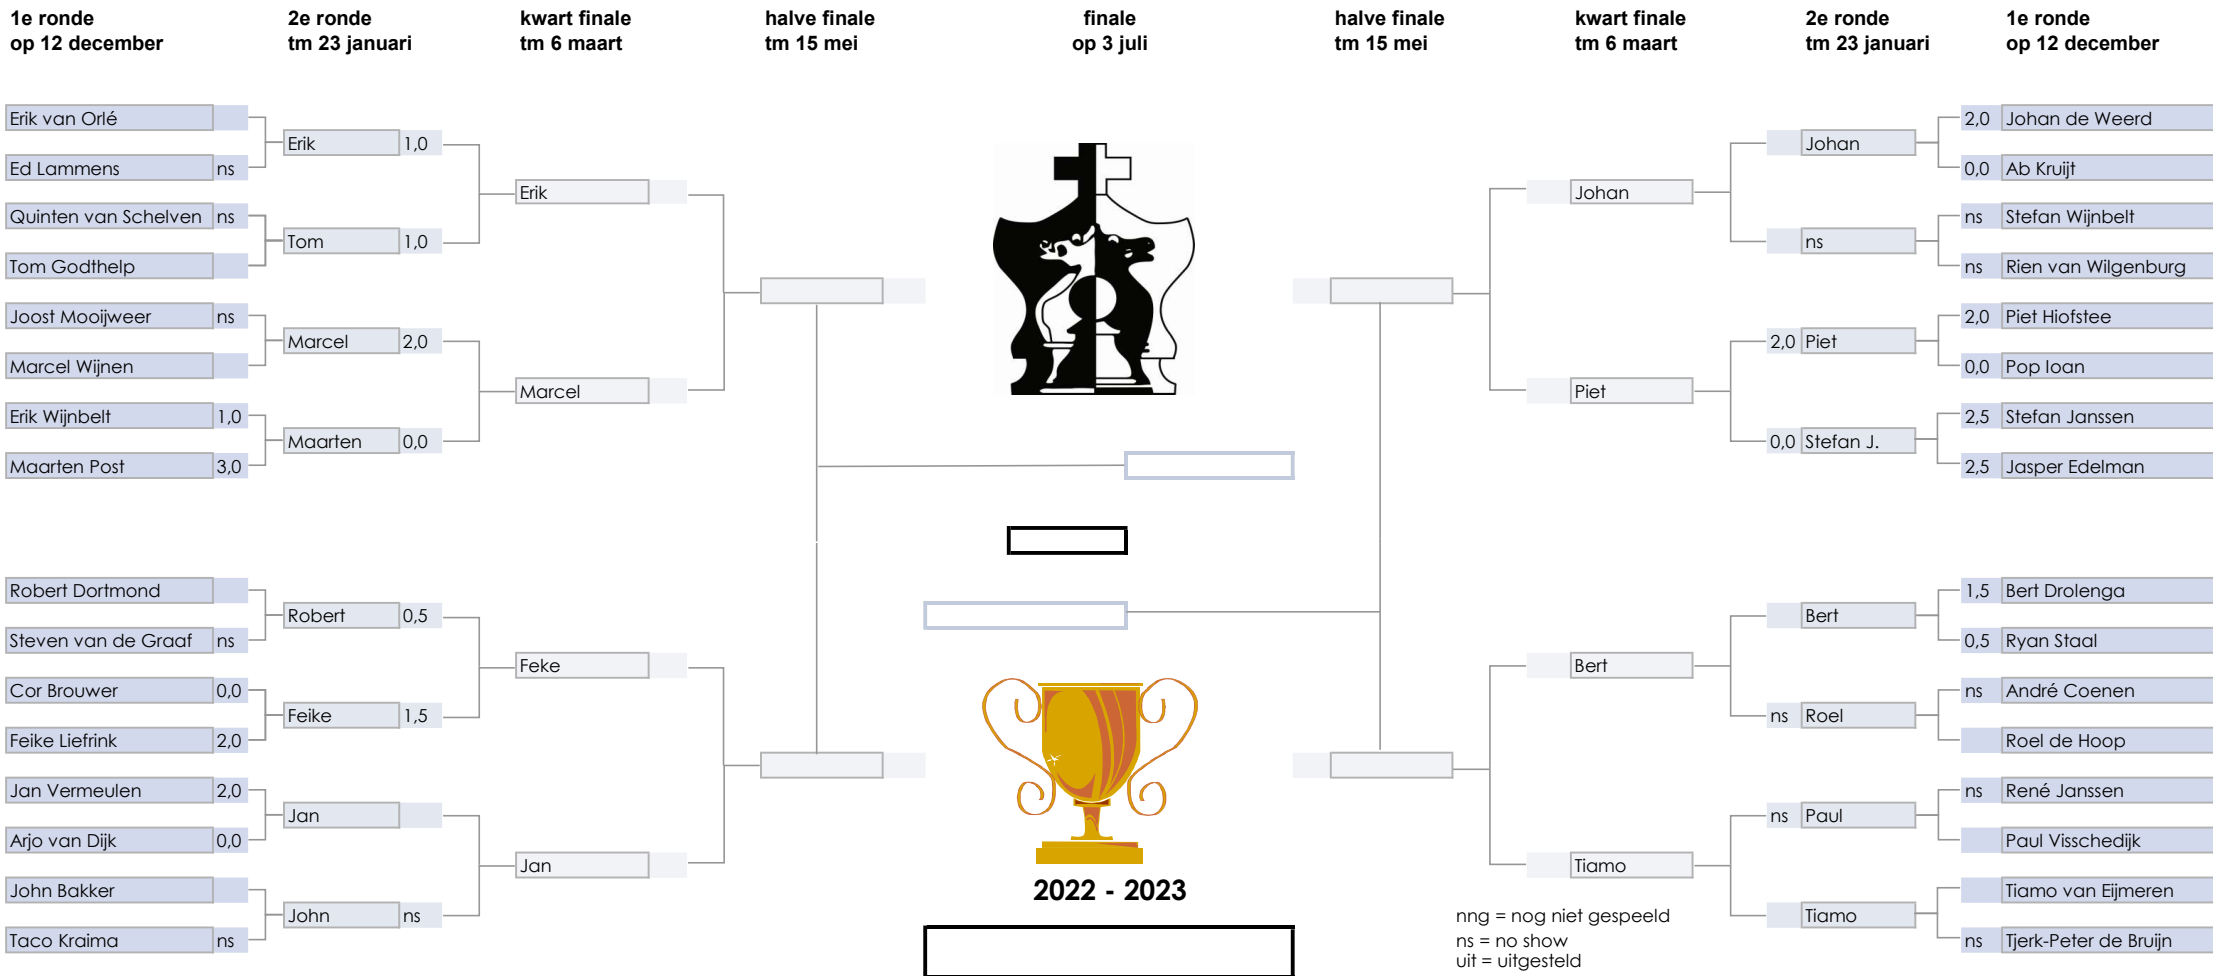 1e ronde 2e ronde kwart finale halve finale finale halve finale kwart finale 2e ronde 1e ronde
op 12 december tm 23 januari tm 6 maart tm 15 mei op 3 juli tm 15 mei tm 6 maart tm 23 januari op 12 december
Erik van Orlé
Ed Lammens ns
Quinten van Schelven ns
Tom Godthelp
Joost Mooijweer ns
Marcel Wijnen
Erik Wijnbelt 1,0
Maarten Post 3,0
Robert Dortmond
Steven van de Graaf ns
Cor Brouwer 0,0
Feike Liefrink 2,0
Jan Vermeulen 2,0
Arjo van Dijk 0,0
John Bakker
Taco Kraima ns
Erik 1,0
Tom 1,0
Marcel 2,0
Maarten 0,0
Robert 0,5
Feike 1,5
Jan
John ns
Erik
Marcel
Feke
Jan
2022 - 2023
Johan
Piet
Bert
Tiamo
Johan
ns
2,0 Piet
0,0 Stefan J.
Bert
ns Roel
ns Paul
Tiamo
2,0 Johan de Weerd
0,0 Ab Kruijt
ns Stefan Wijnbelt
ns Rien van Wilgenburg
2,0 Piet Hiofstee
0,0 Pop Ioan
2,5 Stefan Janssen
2,5 Jasper Edelman
1,5 Bert Drolenga
0,5 Ryan Staal
ns André Coenen
Roel de Hoop
ns René Janssen
Paul Visschedijk
Tiamo van Eijmeren
ns Tjerk-Peter de Bruijn
nng = nog niet gespeeld
ns = no show
uit = uitgesteld